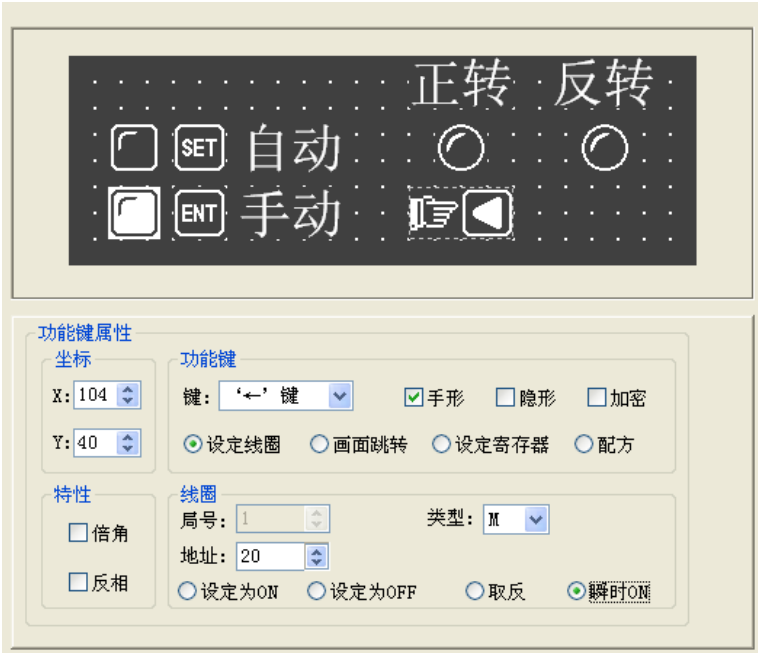 正转 反转
SET 自动
ENT 手动
功能键属性
坐标
X: 104
Y: 40
功能键
键: ‘←’键
手形 隐形 加密
设定线圈 画面跳转 设定寄存器 配方
特性
倍角
反相
线圈
局号: 1 类型: M
地址: 20
设定为ON 设定为OFF 取反 瞬时ON